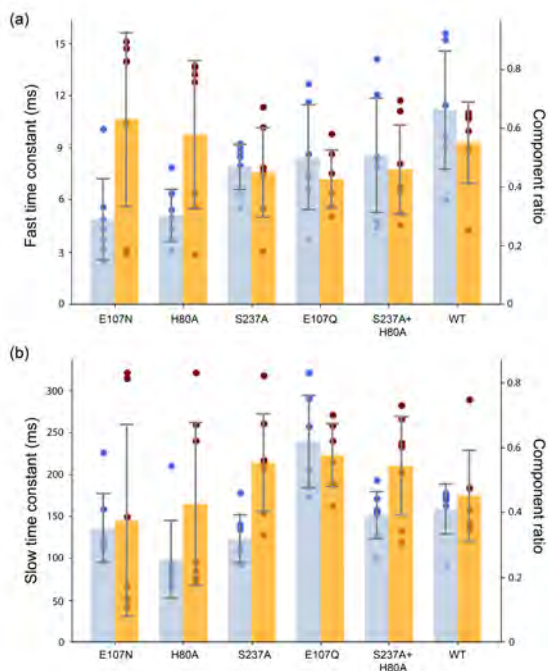 (a)
15
12
9
6
3
0
Fast time constant (ms)
0.8
0.6
0.4
0.2
0
Component ratio
E107N
H80A
S237A
E107Q
S237A+
H80A
WT
(b)
300
250
200
150
100
50
0
Slow time constant (ms)
0.8
0.6
0.4
0.2
0
Component ratio
E107N
H80A
S237A
E107Q
S237A+
H80A
WT